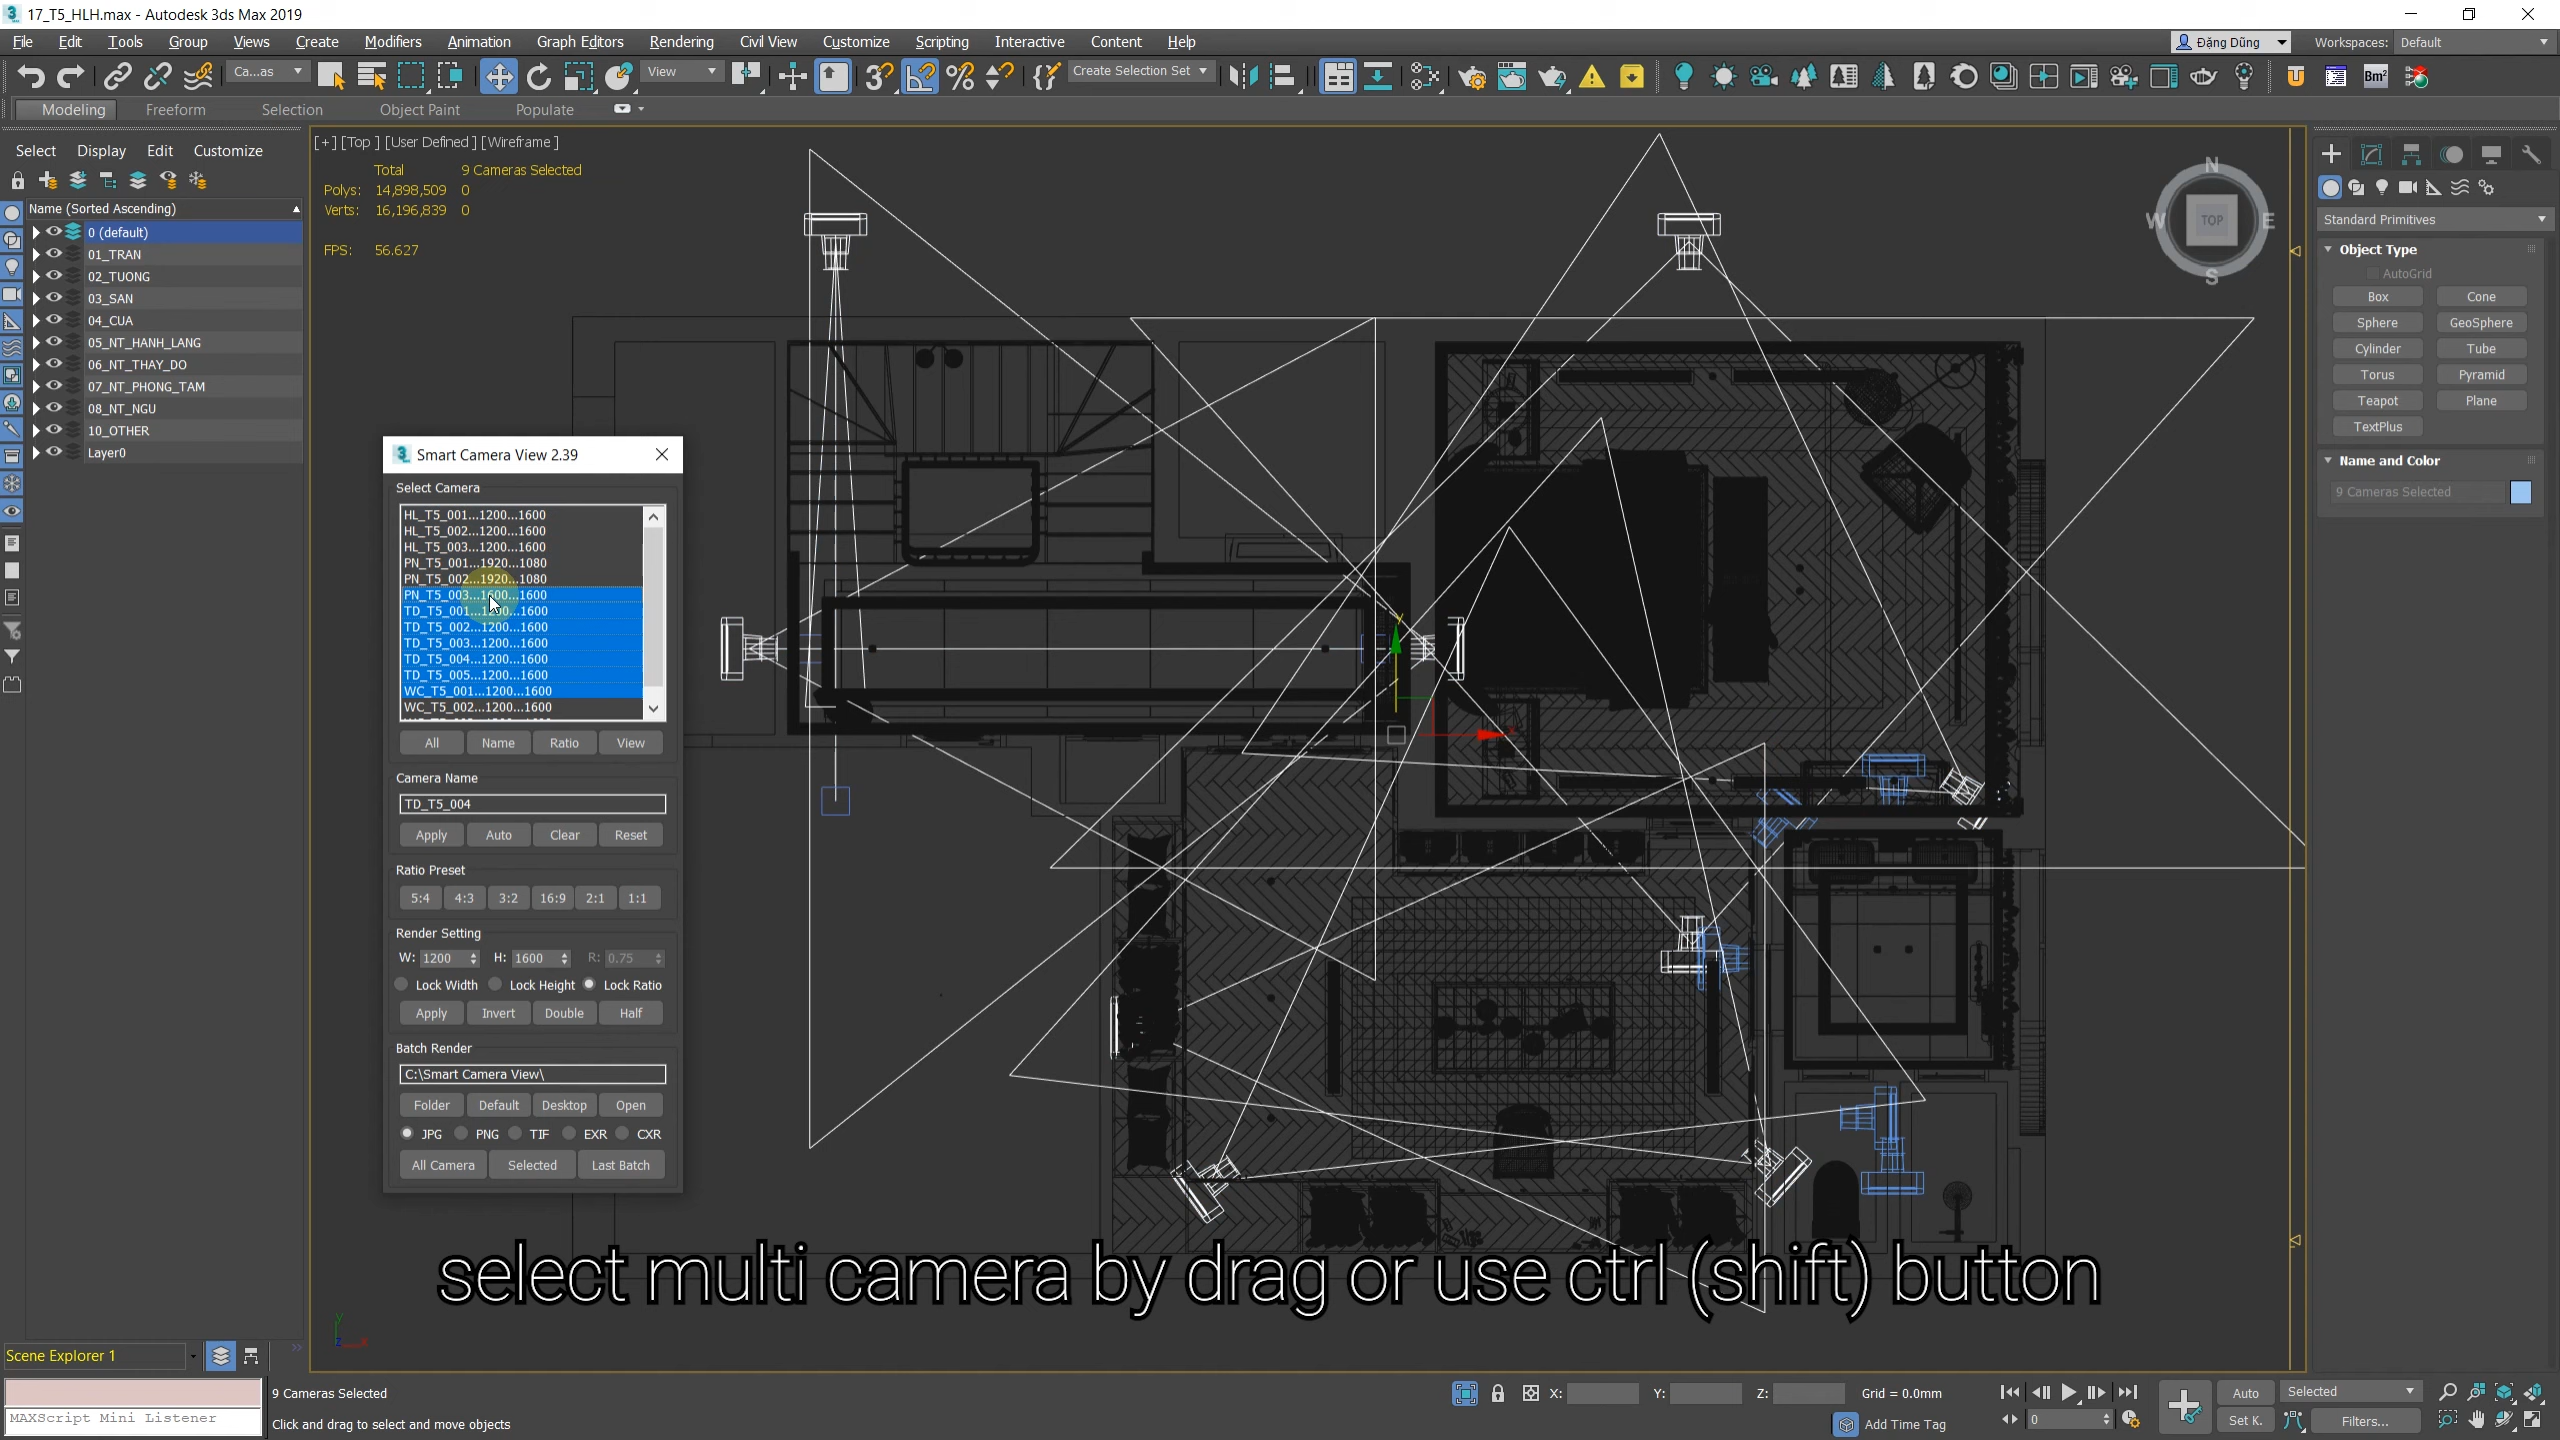 17_T5_HLH.max - Autodesk 3ds Max 2019
File Edit Tools Group Views Create Modifiers Animation Graph Editors Rendering Civil View Customize Scripting Interactive Content Help
Đặng Dũng
Workspaces: Default
Ca...as
View
Create Selection Set
Bm²
Modeling Freeform Selection Object Paint Populate
Select Display Edit Customize
Name (Sorted Ascending)
0 (default)
01_TRAN
02_TUONG
03_SAN
04_CUA
05_NT_HANH_LANG
06_NT_THAY_DO
07_NT_PHONG_TAM
08_NT_NGU
10_OTHER
Layer0
[+] [Top ] [User Defined ] [Wireframe ]
Total 9 Cameras Selected
Polys: 14,898,509 0
Verts: 16,196,839 0
FPS: 56.627
N
W TOP E
S
Smart Camera View 2.39
Select Camera
HL_T5_001...1200...1600
HL_T5_002...1200...1600
HL_T5_003...1200...1600
PN_T5_001...1920...1080
PN_T5_002...1920...1080
PN_T5_003...1600...1600
TD_T5_001...1200...1600
TD_T5_002...1200...1600
TD_T5_003...1200...1600
TD_T5_004...1200...1600
TD_T5_005...1200...1600
WC_T5_001...1200...1600
WC_T5_002...1200...1600
All Name Ratio View
Camera Name
TD_T5_004
Apply Auto Clear Reset
Ratio Preset
5:4 4:3 3:2 16:9 2:1 1:1
Render Setting
W: 1200 H: 1600 R: 0.75
Lock Width Lock Height Lock Ratio
Apply Invert Double Half
Batch Render
C:\Smart Camera View\
Folder Default Desktop Open
JPG PNG TIF EXR CXR
All Camera Selected Last Batch
Standard Primitives
Object Type
AutoGrid
Box Cone
Sphere GeoSphere
Cylinder Tube
Torus Pyramid
Teapot Plane
TextPlus
Name and Color
9 Cameras Selected
y
x
select multi camera by drag or use ctrl (shift) button
y
z x
Scene Explorer 1
9 Cameras Selected
MAXScript Mini Listener
Click and drag to select and move objects
X: Y: Z: Grid = 0.0mm
Add Time Tag
0
Auto Selected
Set K. Filters...